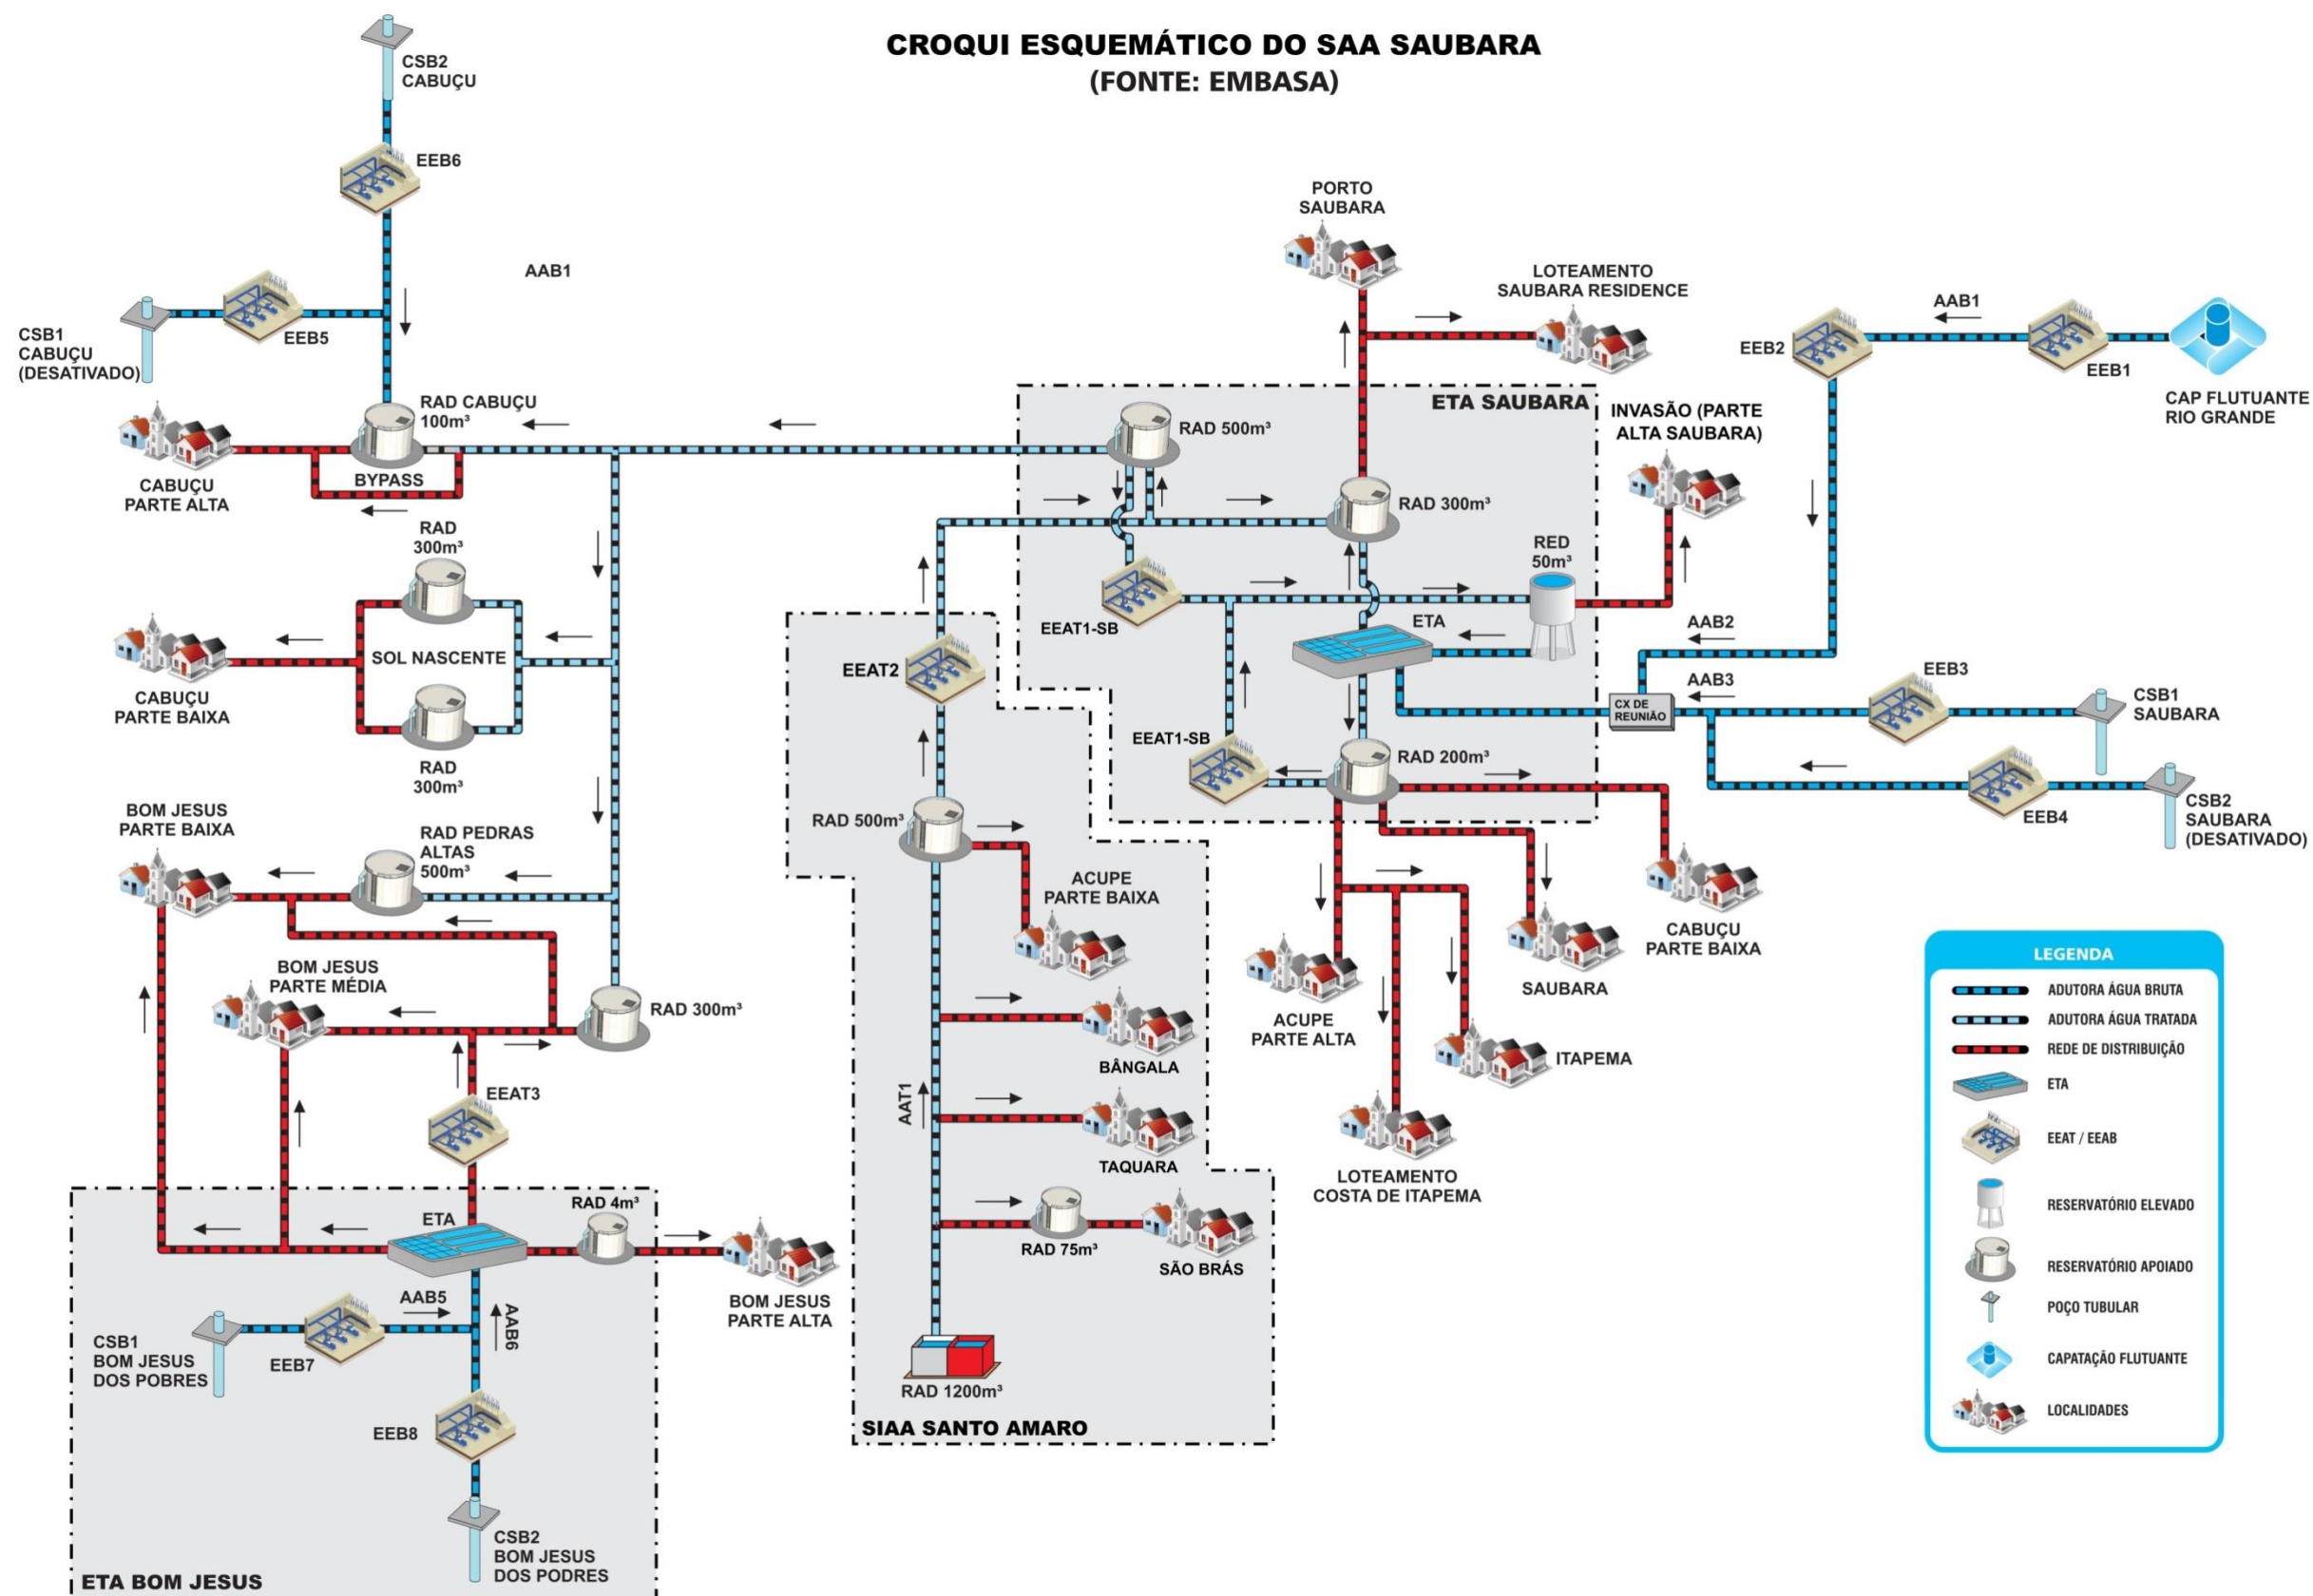 CROQUI ESQUEMÁTICO DO SAA SAUBARA
(FONTE: EMBASA)
CSB2
CABUÇU
EEB6
AAB1
CSB1
CABUÇU
(DESATIVADO)
EEB5
RAD CABUÇU
100m³
BYPASS
CABUÇU
PARTE ALTA
RAD
300m³
SOL NASCENTE
CABUÇU
PARTE BAIXA
RAD
300m³
BOM JESUS
PARTE BAIXA
RAD PEDRAS
ALTAS
500m³
BOM JESUS
PARTE MÉDIA
RAD 300m³
EEAT3
ETA
RAD 4m³
BOM JESUS
PARTE ALTA
AAB5
AAB6
CSB1
BOM JESUS
DOS POBRES
EEB7
EEB8
CSB2
BOM JESUS
DOS PODRES
ETA BOM JESUS
EEAT2
RAD 500m³
ACUPE
PARTE BAIXA
BÂNGALA
AAT1
TAQUARA
RAD 75m³
SÃO BRÁS
RAD 1200m³
SIAA SANTO AMARO
PORTO
SAUBARA
LOTEAMENTO
SAUBARA RESIDENCE
ETA SAUBARA
RAD 500m³
RAD 300m³
INVASÃO (PARTE
ALTA SAUBARA)
RED
50m³
EEAT1-SB
ETA
EEAT1-SB
RAD 200m³
AAB1
EEB2
EEB1
CAP FLUTUANTE
RIO GRANDE
AAB2
AAB3
CX DE
REUNIÃO
EEB3
CSB1
SAUBARA
EEB4
CSB2
SAUBARA
(DESATIVADO)
CABUÇU
PARTE BAIXA
SAUBARA
ACUPE
PARTE ALTA
ITAPEMA
LOTEAMENTO
COSTA DE ITAPEMA
LEGENDA
ADUTORA ÁGUA BRUTA
ADUTORA ÁGUA TRATADA
REDE DE DISTRIBUIÇÃO
ETA
EEAT / EEAB
RESERVATÓRIO ELEVADO
RESERVATÓRIO APOIADO
POÇO TUBULAR
CAPATAÇÃO FLUTUANTE
LOCALIDADES